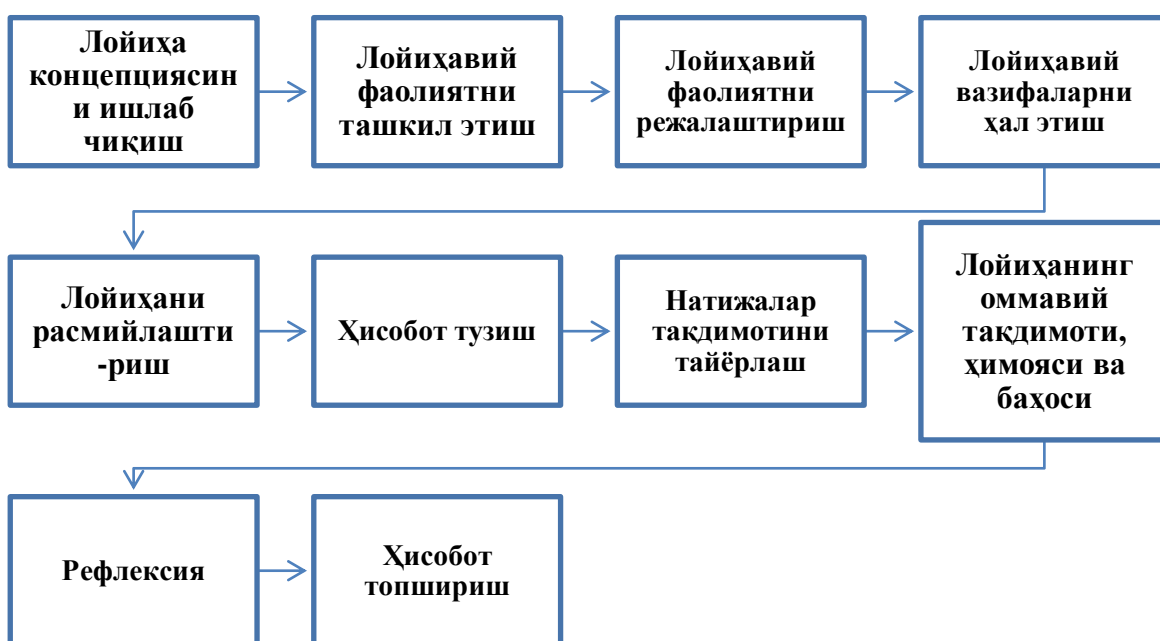 Лойиҳа
концепциясин
и ишлаб
чиқиш
Лойиҳавий
фаолиятни
ташкил этиш
Лойиҳавий
фаолиятни
режалаштириш
Лойиҳавий
вазифаларни
ҳал этиш
Лойиҳани
расмийлашти
-риш
Ҳисобот тузиш
Натижалар
тақдимотини
тайёрлаш
Лойиҳанинг
оммавий
тақдимоти,
ҳимояси ва
баҳоси
Рефлексия
Ҳисобот
топшириш